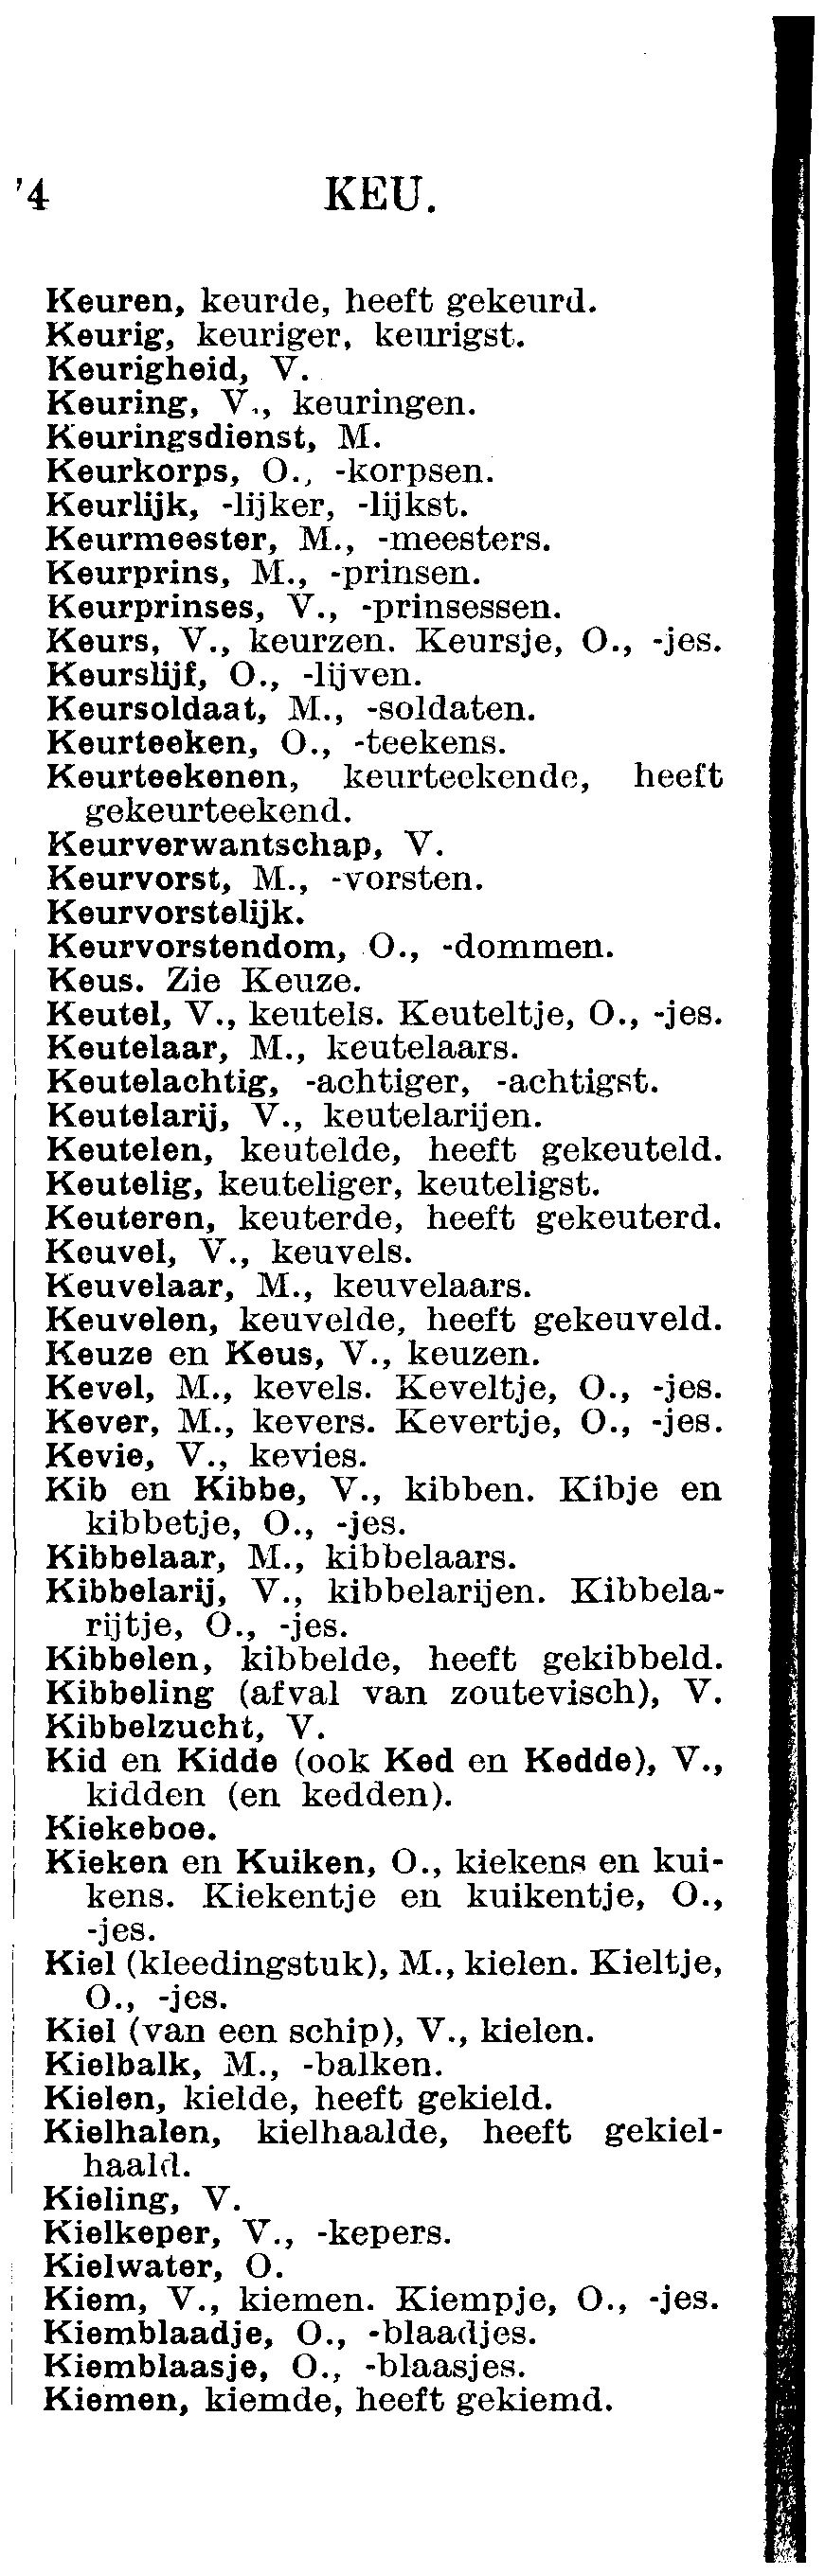 '4 KEU.
Keuren, keurde, heeft gekeurd.
Keurig, keuriger, keurigst.
Keurigheid, V.
Keuring, V., keuringen.
Keuringsdienst, M.
Keurkorps, O., -korpsen.
Keurlijk, -lijker, -lijkst.
Keurmeester, M., -meesters.
Keurprins, M., -prinsen.
Keurprinses, V., -prinsessen.
Keurs, V., keurzen. Keursje, O., -jes.
Keurslijf, O., -lijven.
Keursoldaat, M., -soldaten.
Keurteeken, O., -teekens.
Keurteekenen, keurteekende, heeft
gekeurteekend.
Keurverwantschap, V.
Keurvorst, M., -vorsten.
Keurvorstelijk.
Keurvorstendom, O., -dommen.
Keus. Zie Keuze.
Keutel, V., keutels. Keuteltje, O., -jes.
Keutelaar, M., keutelaars.
Keutelachtig, -achtiger, -achtigst.
Keutelarij, V., keutelarijen.
Keutelen, keutelde, heeft gekeuteld.
Keutelig, keuteliger, keuteligst.
Keuteren, keuterde, heeft gekeuterd.
Keuvel, V., keuvels.
Keuvelaar, M., keuvelaars.
Keuvelen, keuvelde, heeft gekeuveld.
Keuze en Keus, V., keuzen.
Kevel, M., kevels. Keveltje, O., -jes.
Kever, M., kevers. Kevertje, O., -jes.
Kevie, V., kevies.
Kib en Kibbe, V., kibben. Kibje en
kibbetje, O., -jes.
Kibbelaar, M., kibbelaars.
Kibbelarij, V., kibbelarijen. Kibbela-
rijtje, O., -jes.
Kibbelen, kibbelde, heeft gekibbeld.
Kibbeling (afval van zoutevisch), V.
Kibbelzucht, V.
Kid en Kidde (ook Ked en Kedde), V.,
kidden (en kedden).
Kiekeboe.
Kieken en Kuiken, O., kiekens en kui-
kens. Kiekentje en kuikentje, O.,
-jes.
Kiel (kleedingstuk), M., kielen. Kieltje,
O., -jes.
Kiel (van een schip), V., kielen.
Kielbalk, M., -balken.
Kielen, kielde, heeft gekield.
Kielhalen, kielhaalde, heeft gekiel-
haald.
Kieling, V.
Kielkeper, V., -kepers.
Kielwater, O.
Kiem, V., kiemen. Kiempje, O., -jes.
Kiemblaadje, O., -blaadjes.
Kiemblaasje, O., -blaasjes.
Kiemen, kiemde, heeft gekiemd.